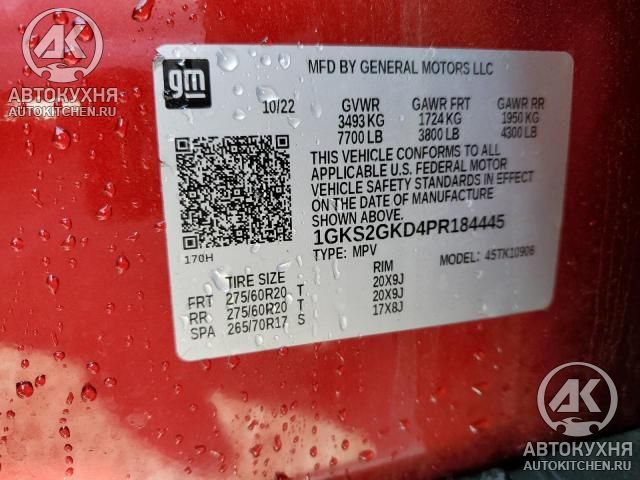 AK
АВТОКУХНЯ
AUTOKITCHEN.RU
gm
MFD BY GENERAL MOTORS LLC
10/22 GVWR GAWR FRT GAWR RR
3493 KG 1724 KG 1950 KG
7700 LB 3800 LB 4300 LB
THIS VEHICLE CONFORMS TO ALL
APPLICABLE U.S. FEDERAL MOTOR
VEHICLE SAFETY STANDARDS IN EFFECT
ON THE DATE OF MANUFACTURE
SHOWN ABOVE.
1GKS2GKD4PR184445
170H TYPE: MPV MODEL: 4STK10906
TIRE SIZE RIM
FRT 275/60R20 T 20X9J
RR 275/60R20 T 20X9J
SPA 265/70R17 S 17X8J
AK
АВТОКУХНЯ
AUTOKITCHEN.RU